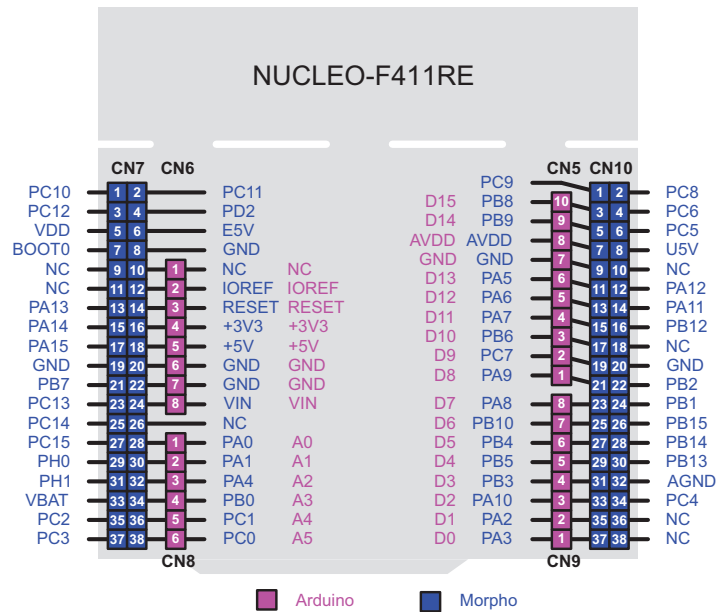 NUCLEO-F411RE
CN7 CN6 CN5 CN10
PC9
PC10 1 2 PC11 D15 PB8 10 1 2 PC8
PC12 3 4 PD2 D14 PB9 9 3 4 PC6
VDD 5 6 E5V AVDD AVDD 8 5 6 PC5
BOOT0 7 8 GND GND GND 7 7 8 U5V
NC 9 10 1 NC NC D13 PA5 6 9 10 NC
NC 11 12 2 IOREF IOREF D12 PA6 5 11 12 PA12
PA13 13 14 3 RESET RESET D11 PA7 4 13 14 PA11
PA14 15 16 4 +3V3 +3V3 D10 PB6 3 15 16 PB12
PA15 17 18 5 +5V +5V D9 PC7 2 17 18 NC
GND 19 20 6 GND GND D8 PA9 1 19 20 GND
PB7 21 22 7 GND GND 21 22 PB2
PC13 23 24 8 VIN VIN D7 PA8 8 23 24 PB1
PC14 25 26 NC D6 PB10 7 25 26 PB15
PC15 27 28 1 PA0 A0 D5 PB4 6 27 28 PB14
PH0 29 30 2 PA1 A1 D4 PB5 5 29 30 PB13
PH1 31 32 3 PA4 A2 D3 PB3 4 31 32 AGND
VBAT 33 34 4 PB0 A3 D2 PA10 3 33 34 PC4
PC2 35 36 5 PC1 A4 D1 PA2 2 35 36 NC
PC3 37 38 6 PC0 A5 D0 PA3 1 37 38 NC
CN8 CN9
Arduino Morpho